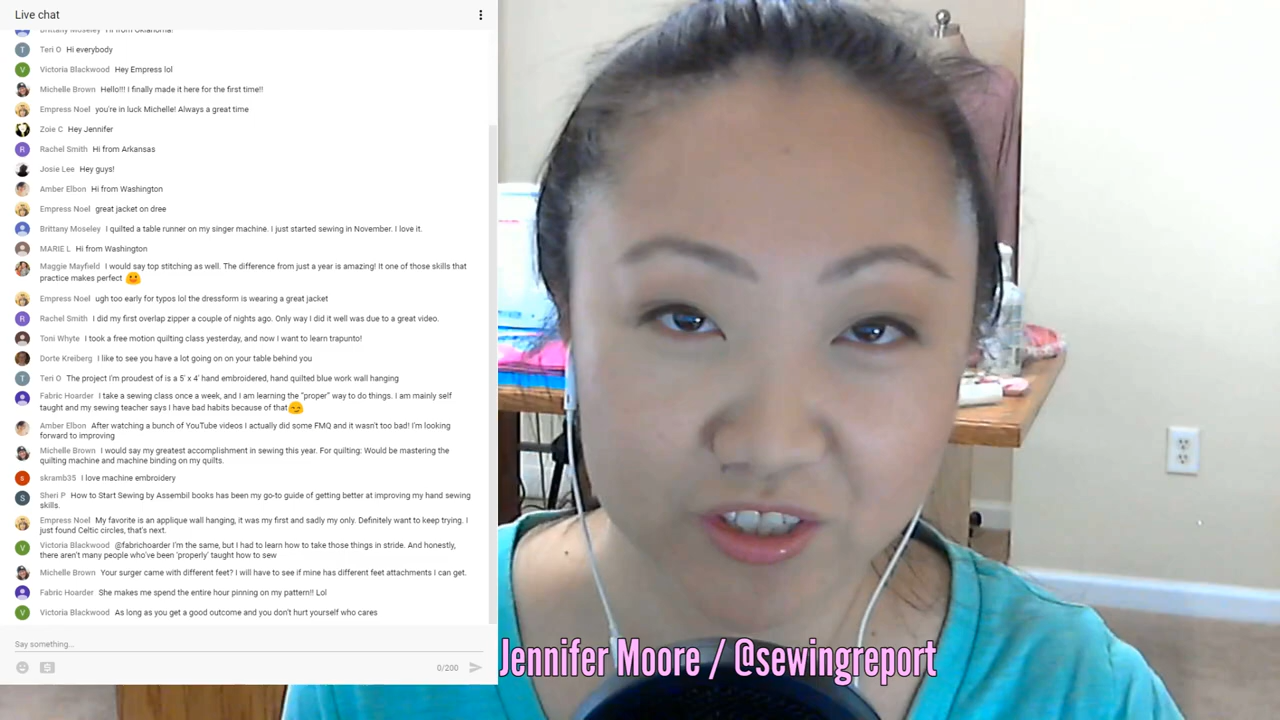 Live chat
Brittany Moseley Hi from Oklahoma!
T Teri O Hi everybody
V Victoria Blackwood Hey Empress lol
Michelle Brown Hello!!! I finally made it here for the first time!!
Empress Noel you're in luck Michelle! Always a great time
Zoie C Hey Jennifer
R Rachel Smith Hi from Arkansas
Josie Lee Hey guys!
Amber Elbon Hi from Washington
Empress Noel great jacket on dree
Brittany Moseley I quilted a table runner on my singer machine. I just started sewing in November. I love it.
MARIE L Hi from Washington
Maggie Mayfield I would say top stitching as well. The difference from just a year is amazing! It one of those skills that
practice makes perfect
Empress Noel ugh too early for typos lol the dressform is wearing a great jacket
R Rachel Smith I did my first overlap zipper a couple of nights ago. Only way I did it well was due to a great video.
Toni Whyte I took a free motion quilting class yesterday, and now I want to learn trapunto!
Dorte Kreiberg I like to see you have a lot going on on your table behind you
T Teri O The project I'm proudest of is a 5' x 4' hand embroidered, hand quilted blue work wall hanging
Fabric Hoarder I take a sewing class once a week, and I am learning the "proper" way to do things. I am mainly self
taught and my sewing teacher says I have bad habits because of that
Amber Elbon After watching a bunch of YouTube videos I actually did some FMQ and it wasn't too bad! I'm looking
forward to improving
Michelle Brown I would say my greatest accomplishment in sewing this year. For quilting: Would be mastering the
quilting machine and machine binding on my quilts.
s skramb35 I love machine embroidery
S Sheri P How to Start Sewing by Assembil books has been my go-to guide of getting better at improving my hand sewing
skills.
Empress Noel My favorite is an applique wall hanging, it was my first and sadly my only. Definitely want to keep trying. I
just found Celtic circles, that's next.
V Victoria Blackwood @fabrichoarder I'm the same, but I had to learn how to take those things in stride. And honestly,
there aren't many people who've been 'properly' taught how to sew
Michelle Brown Your surger came with different feet? I will have to see if mine has different feet attachments I can get.
Fabric Hoarder She makes me spend the entire hour pinning on my pattern!! Lol
V Victoria Blackwood As long as you get a good outcome and you don't hurt yourself who cares
Say something...
0/200
Jennifer Moore / @sewingreport